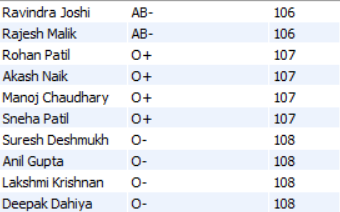 Ravindra Joshi AB- 106
Rajesh Malik AB- 106
Rohan Patil O+ 107
Akash Naik O+ 107
Manoj Chaudhary O+ 107
Sneha Patil O+ 107
Suresh Deshmukh O- 108
Anil Gupta O- 108
Lakshmi Krishnan O- 108
Deepak Dahiya O- 108